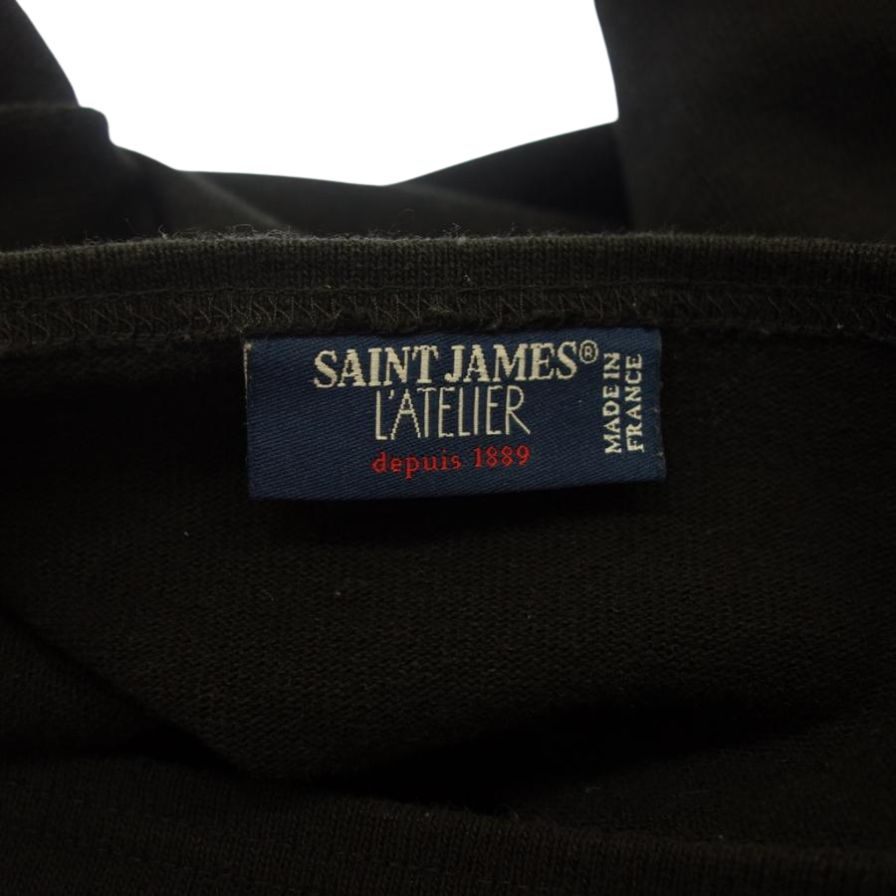 SAINT JAMES®
L'ATELIER
depuis 1889
MADE IN
FRANCE